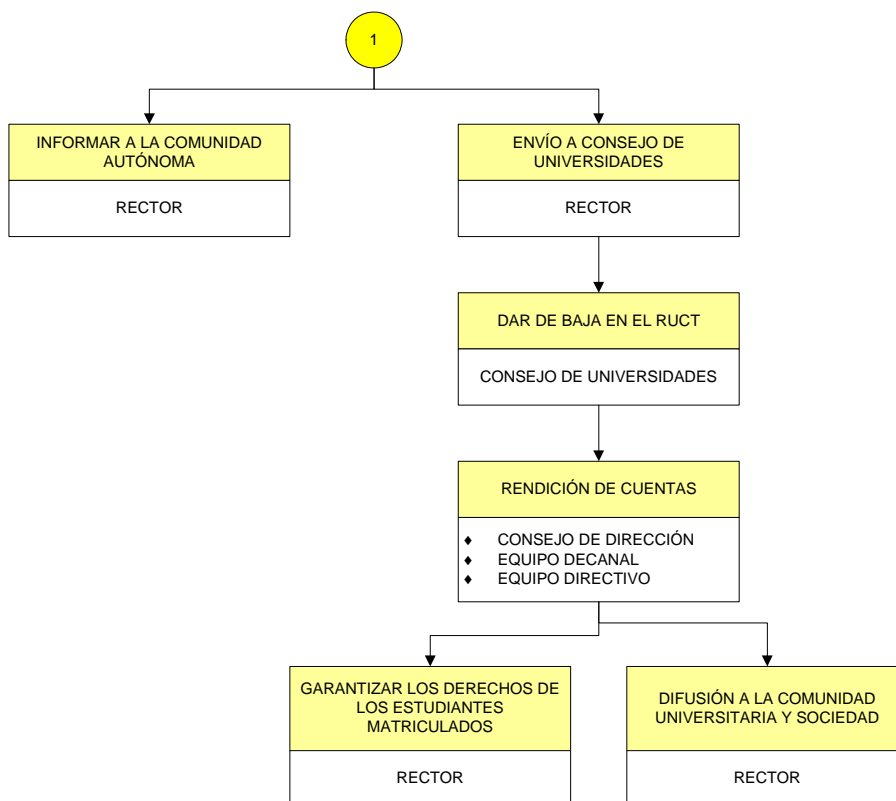 1
INFORMAR A LA COMUNIDAD
AUTÓNOMA
RECTOR
ENVÍO A CONSEJO DE
UNIVERSIDADES
RECTOR
DAR DE BAJA EN EL RUCT
CONSEJO DE UNIVERSIDADES
RENDICIÓN DE CUENTAS
♦ CONSEJO DE DIRECCIÓN
♦ EQUIPO DECANAL
♦ EQUIPO DIRECTIVO
GARANTIZAR LOS DERECHOS DE
LOS ESTUDIANTES
MATRICULADOS
RECTOR
DIFUSIÓN A LA COMUNIDAD
UNIVERSITARIA Y SOCIEDAD
RECTOR